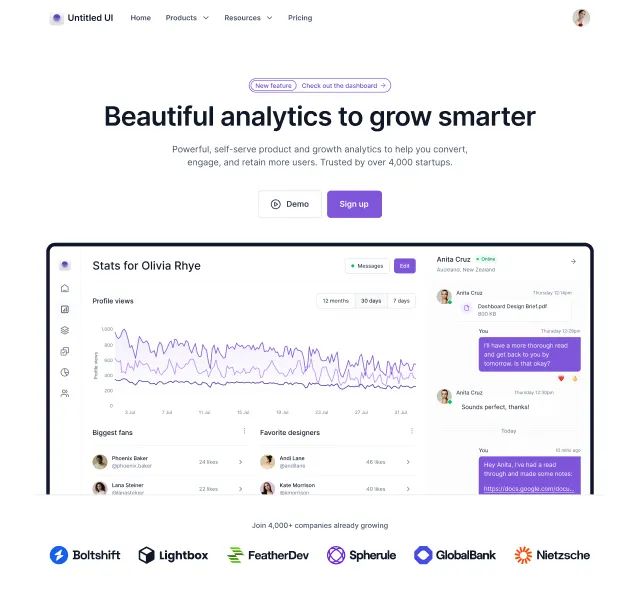 Untitled UI
Home
Products
Resources
Pricing
New feature
Check out the dashboard →
Beautiful analytics to grow smarter
Powerful, self-serve product and growth analytics to help you convert,
engage, and retain more users. Trusted by over 4,000 startups.
Demo
Sign up
Stats for Olivia Rhye
Messages
Edit
Profile views
12 months
30 days
7 days
Profile views
1,000
800
600
400
200
0
3 Jul
7 Jul
11 Jul
15 Jul
19 Jul
23 Jul
27 Jul
31 Jul
Biggest fans
Phoenix Baker
@phoenix.baker
24 likes
Lana Steiner
@lanasteiner
22 likes
Favorite designers
Andi Lane
@andilane
46 likes
Kate Morrison
@kmorrison
40 likes
Anita Cruz
Online
Auckland, New Zealand
Anita Cruz
Thursday 12:14pm
Dashboard Design Brief.pdf
800 KB
You
Thursday 12:29pm
I'll have a more thorough read
and get back to you by
tomorrow. Is that okay?
Anita Cruz
Thursday 12:30pm
Sounds perfect, thanks!
Today
You
10 mins ago
Hey Anita, I've had a read
through and made some notes:
https://docs.google.com/docu...
Join 4,000+ companies already growing
Boltshift
Lightbox
FeatherDev
Spherule
GlobalBank
Nietzsche